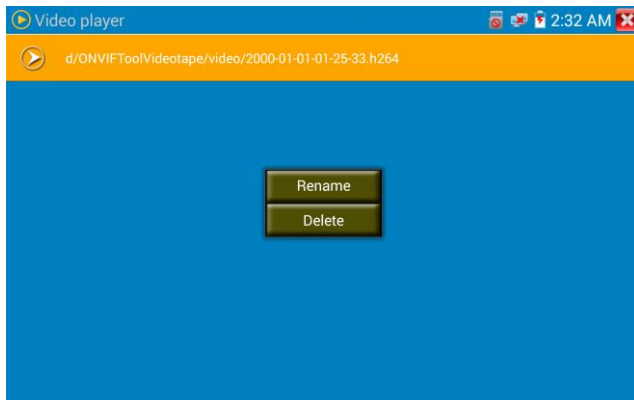 Video player
2:32 AM
d/ONVIFToolVideotape/video/2000-01-01-01-25-33.h264
Rename
Delete